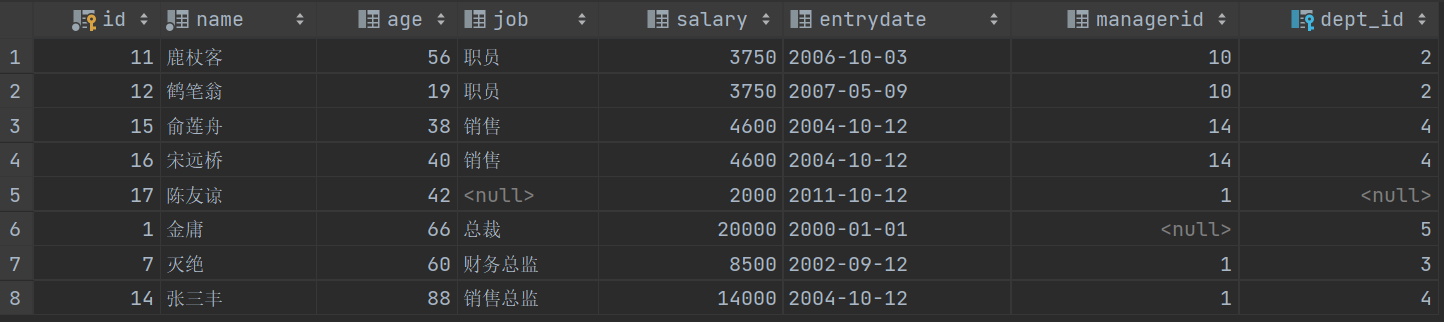 id name age job salary entrydate managerid dept_id
1 11 鹿杖客 56 职员 3750 2006-10-03 10 2
2 12 鹤笔翁 19 职员 3750 2007-05-09 10 2
3 15 俞莲舟 38 销售 4600 2004-10-12 14 4
4 16 宋远桥 40 销售 4600 2004-10-12 14 4
5 17 陈友谅 42 <null> 2000 2011-10-12 1 <null>
6 1 金庸 66 总裁 20000 2000-01-01 <null> 5
7 7 灭绝 60 财务总监 8500 2002-09-12 1 3
8 14 张三丰 88 销售总监 14000 2004-10-12 1 4